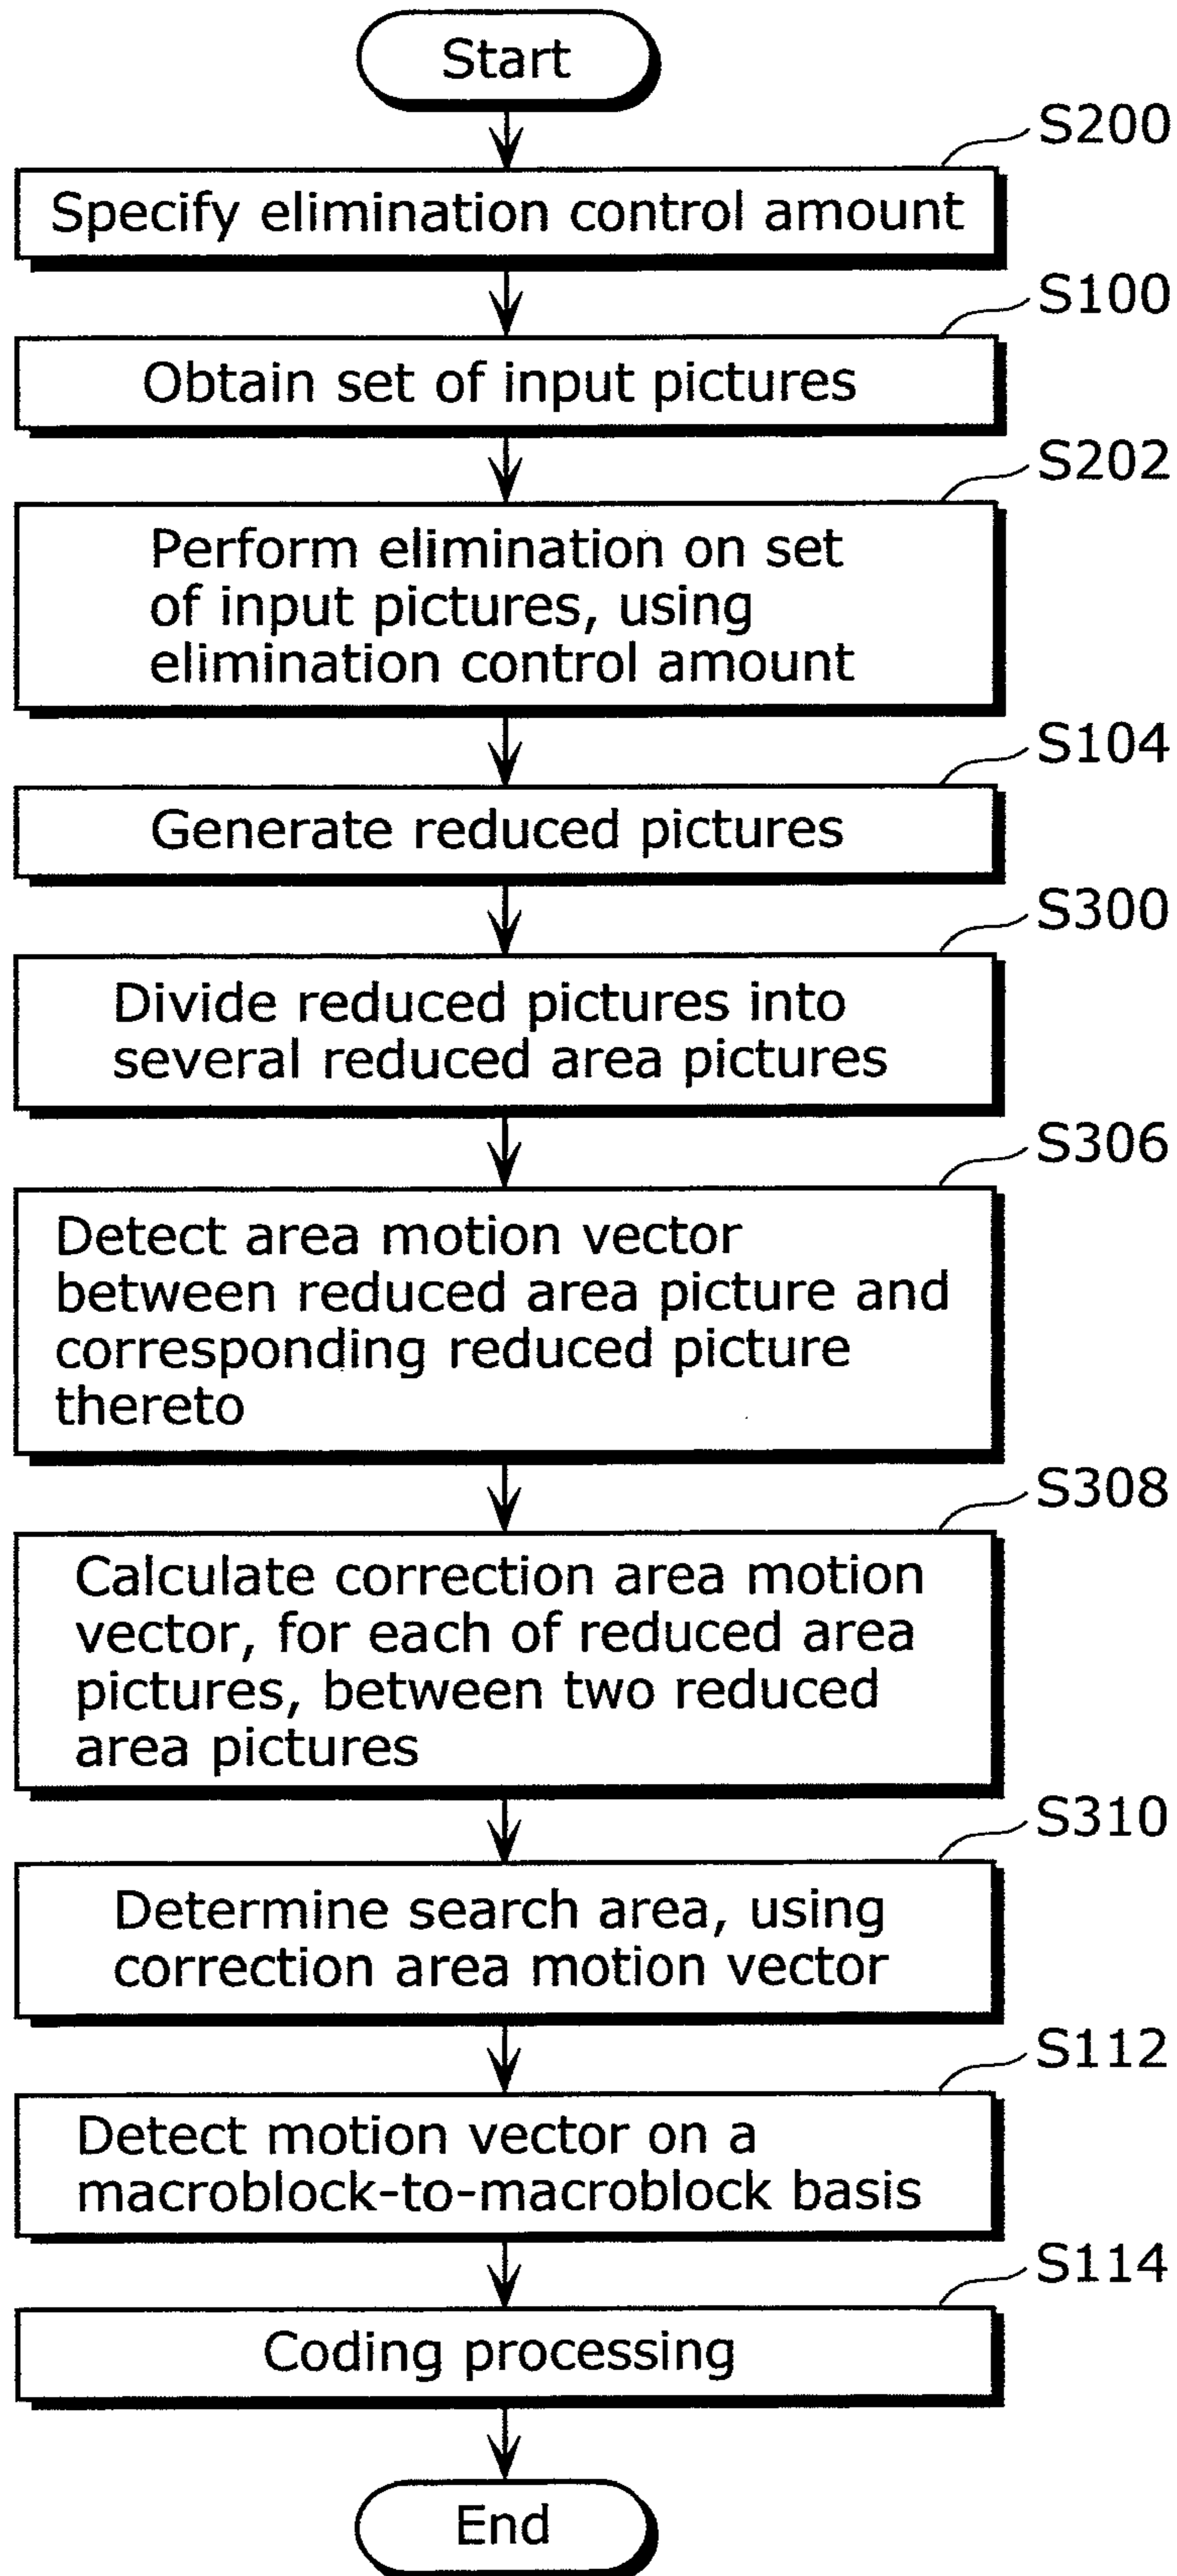 Start
S200
Specify elimination control amount
S100
Obtain set of input pictures
S202
Perform elimination on set
of input pictures, using
elimination control amount
S104
Generate reduced pictures
S300
Divide reduced pictures into
several reduced area pictures
S306
Detect area motion vector
between reduced area picture and
corresponding reduced picture
thereto
S308
Calculate correction area motion
vector, for each of reduced area
pictures, between two reduced
area pictures
S310
Determine search area, using
correction area motion vector
S112
Detect motion vector on a
macroblock-to-macroblock basis
S114
Coding processing
End